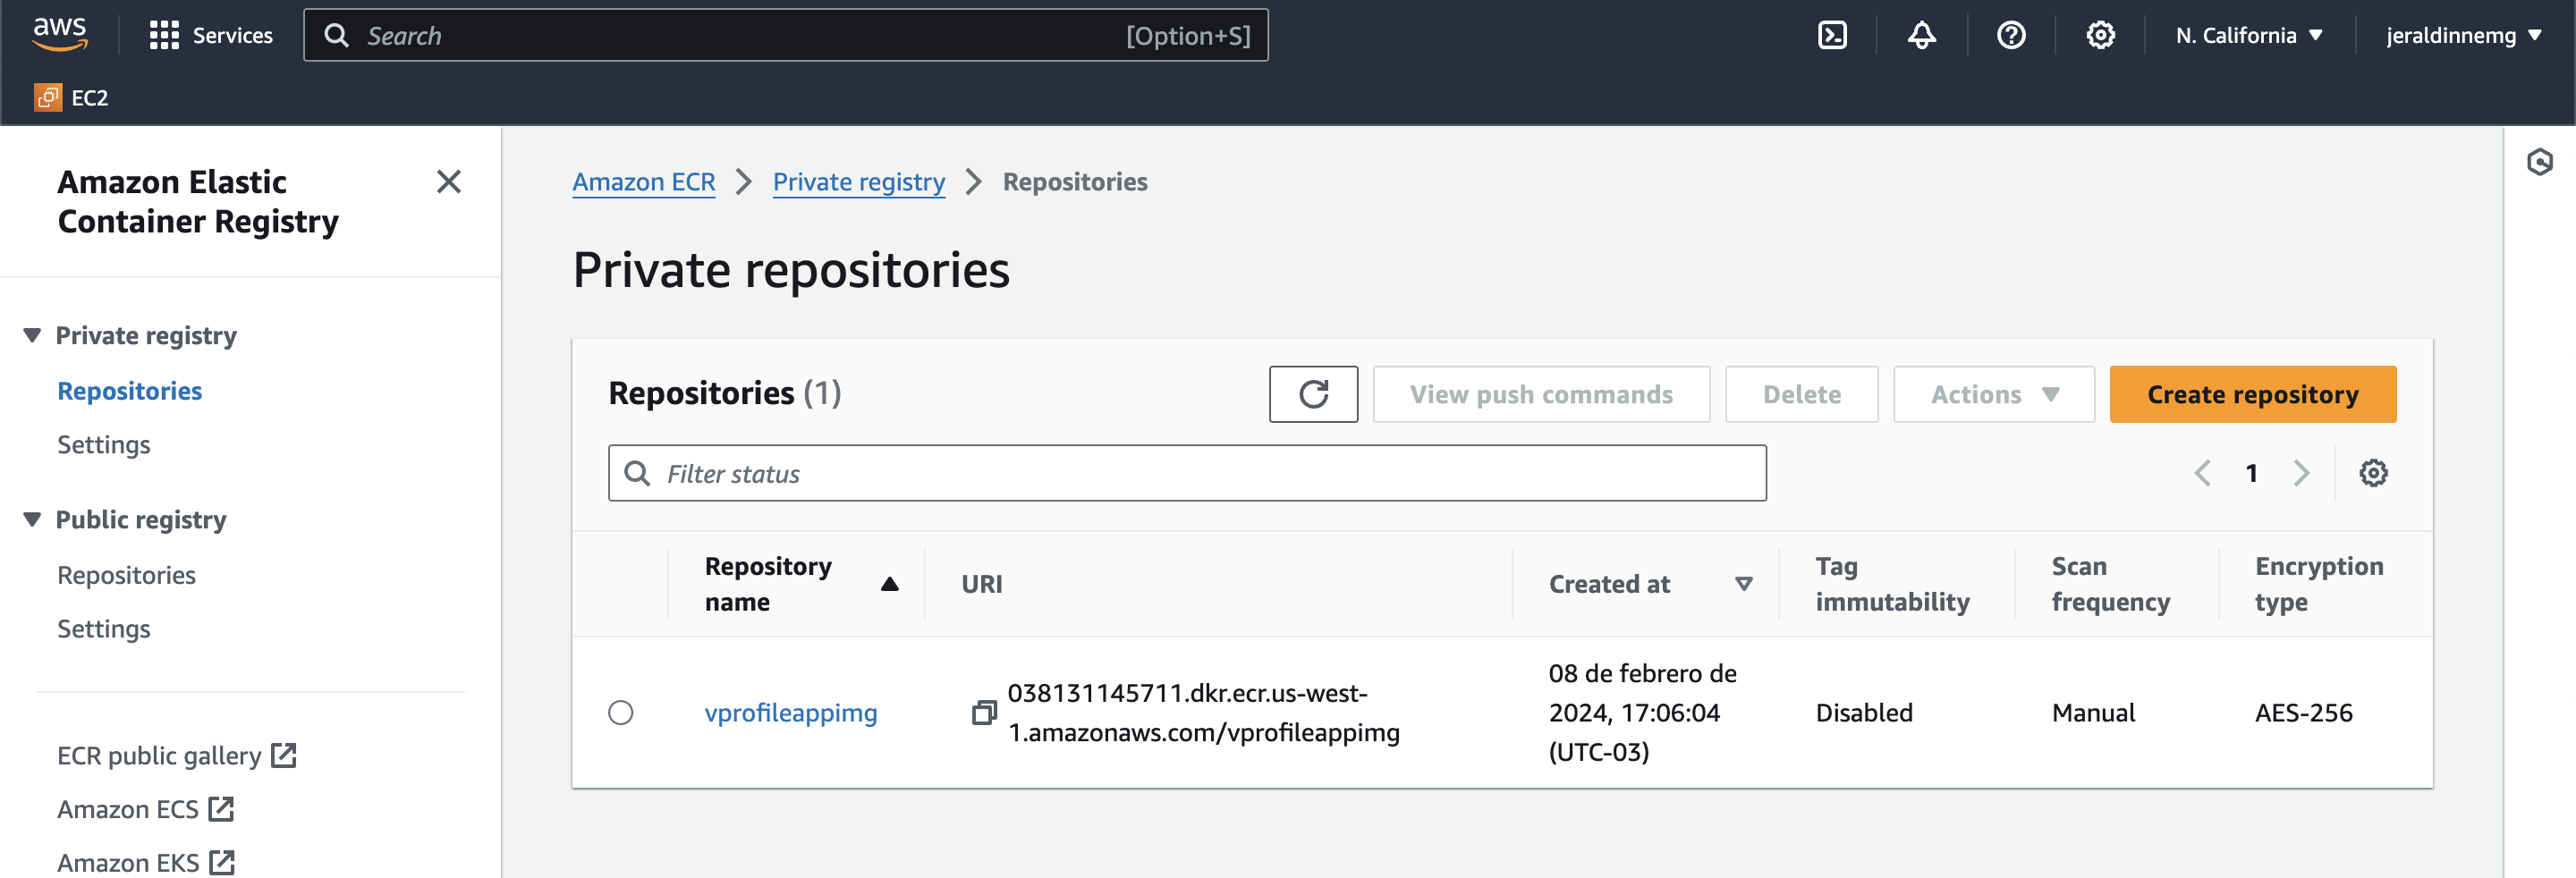 aws
Services
Search
[Option+S]
N. California
jeraldinnemg
EC2
Amazon Elastic
Container Registry
Private registry
Repositories
Settings
Public registry
Repositories
Settings
ECR public gallery
Amazon ECS
Amazon EKS
Amazon ECR
Private registry
Repositories
Private repositories
Repositories (1)
View push commands
Delete
Actions
Create repository
Filter status
1
Repository
name
URI
Created at
Tag
immutability
Scan
frequency
Encryption
type
vprofileappimg
038131145711.dkr.ecr.us-west-
1.amazonaws.com/vprofileappimg
08 de febrero de
2024, 17:06:04
(UTC-03)
Disabled
Manual
AES-256